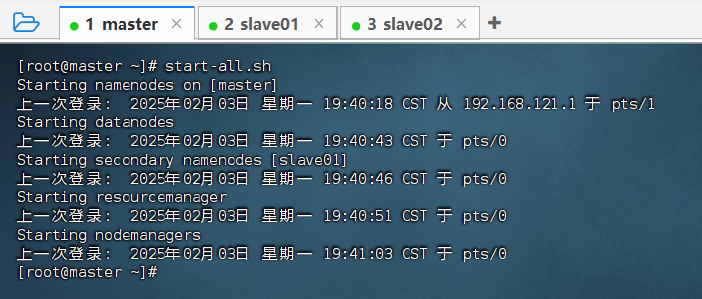 1 master × 2 slave01 × 3 slave02 × +
[root@master ~]# start-all.sh
Starting namenodes on [master]
上一次登录： 2025年02月03日 星期一 19:40:18 CST 从 192.168.121.1 于 pts/1
Starting datanodes
上一次登录： 2025年02月03日 星期一 19:40:43 CST 于 pts/0
Starting secondary namenodes [slave01]
上一次登录： 2025年02月03日 星期一 19:40:46 CST 于 pts/0
Starting resourcemanager
上一次登录： 2025年02月03日 星期一 19:40:51 CST 于 pts/0
Starting nodemanagers
上一次登录： 2025年02月03日 星期一 19:41:03 CST 于 pts/0
[root@master ~]#